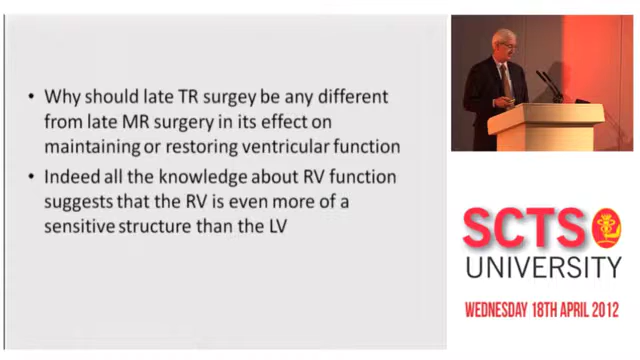 • Why should late TR surgey be any different
from late MR surgery in its effect on
maintaining or restoring ventricular function
• Indeed all the knowledge about RV function
suggests that the RV is even more of a
sensitive structure than the LV
SCTS
UNIVERSITY
WEDNESDAY 18TH APRIL 2012